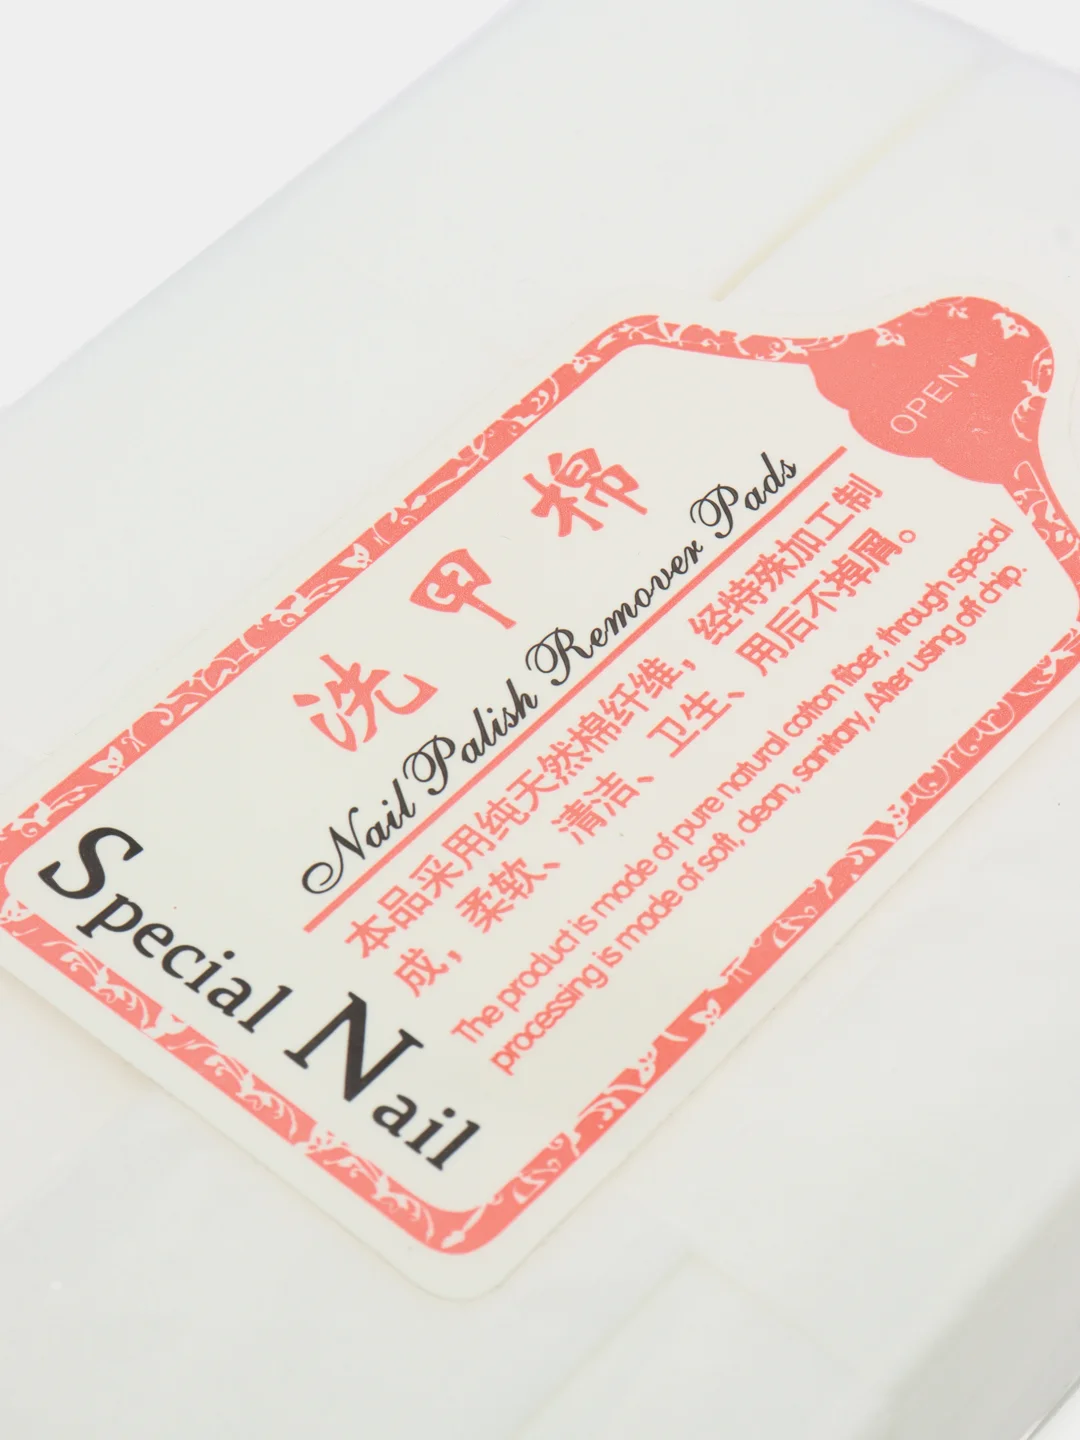 OPEN▲
洗甲棉
Nail Palish Remover Pads
本品采用纯天然棉纤维，经特殊加工制
成，柔软、清洁、卫生、用后不掉屑。
The product is made of pure natural cotton fiber, through special
processing is made of soft, clean, sanitary, After using off chip.
Special Nail